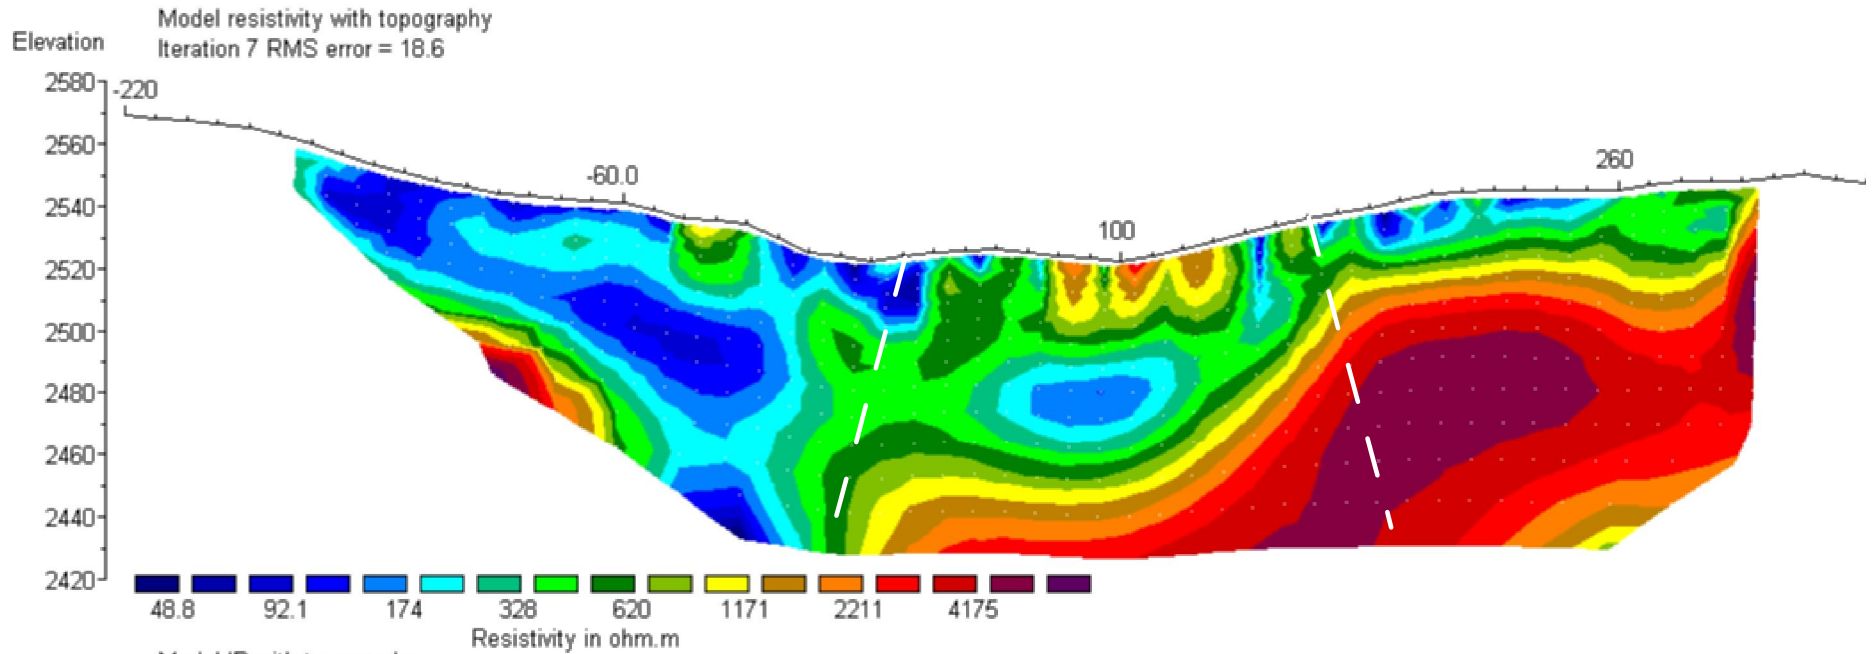 Model resistivity with topography
Elevation
Iteration 7 RMS error = 18.6
2580
-220
2560
260
-60.0
2540
100
2520
2500
2480
2460
2440
2420
48.8 92.1 174 328 620 1171 2211 4175
Resistivity in ohm.m